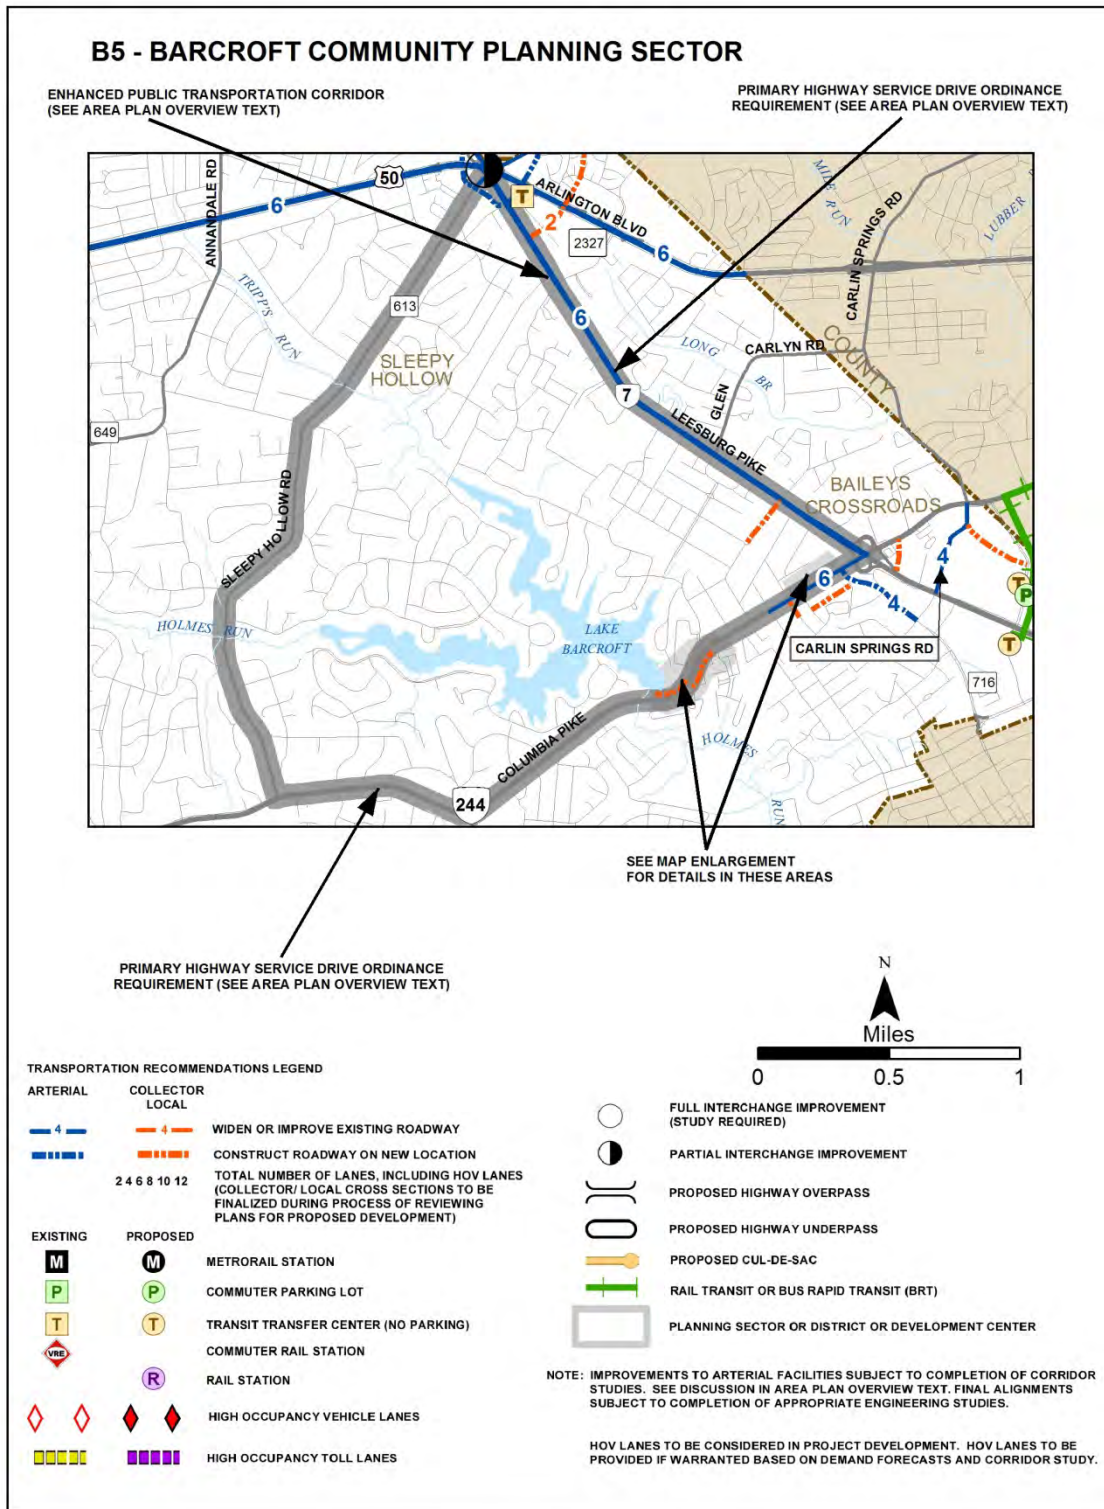 B5 - BARCROFT COMMUNITY PLANNING SECTOR
ENHANCED PUBLIC TRANSPORTATION CORRIDOR
(SEE AREA PLAN OVERVIEW TEXT)
PRIMARY HIGHWAY SERVICE DRIVE ORDINANCE
REQUIREMENT (SEE AREA PLAN OVERVIEW TEXT)
ANNANDALE RD
50
6
T
ARLINGTON BLVD
2
2327
6
MILE RUN
CARLIN SPRINGS RD
LUBBER
TRIPP'S RUN
613
6
SLEEPY
HOLLOW
LONG BR
CARLYN RD
GLEN
COUNTY
7
649
LEESBURG PIKE
BAILEYS
CROSSROADS
SLEEPY HOLLOW RD
4
6
4
T
P
T
HOLMES RUN
LAKE
BARCROFT
CARLIN SPRINGS RD
716
COLUMBIA PIKE
HOLMES
RUN
244
SEE MAP ENLARGEMENT
FOR DETAILS IN THESE AREAS
PRIMARY HIGHWAY SERVICE DRIVE ORDINANCE
REQUIREMENT (SEE AREA PLAN OVERVIEW TEXT)
N
Miles
0 0.5 1
TRANSPORTATION RECOMMENDATIONS LEGEND
ARTERIAL COLLECTOR
LOCAL
4 4 WIDEN OR IMPROVE EXISTING ROADWAY
CONSTRUCT ROADWAY ON NEW LOCATION
2 4 6 8 10 12 TOTAL NUMBER OF LANES, INCLUDING HOV LANES
(COLLECTOR/ LOCAL CROSS SECTIONS TO BE
FINALIZED DURING PROCESS OF REVIEWING
PLANS FOR PROPOSED DEVELOPMENT)
EXISTING PROPOSED
M M METRORAIL STATION
P P COMMUTER PARKING LOT
T T TRANSIT TRANSFER CENTER (NO PARKING)
VRE COMMUTER RAIL STATION
R RAIL STATION
HIGH OCCUPANCY VEHICLE LANES
HIGH OCCUPANCY TOLL LANES
FULL INTERCHANGE IMPROVEMENT
(STUDY REQUIRED)
PARTIAL INTERCHANGE IMPROVEMENT
PROPOSED HIGHWAY OVERPASS
PROPOSED HIGHWAY UNDERPASS
PROPOSED CUL-DE-SAC
RAIL TRANSIT OR BUS RAPID TRANSIT (BRT)
PLANNING SECTOR OR DISTRICT OR DEVELOPMENT CENTER
NOTE: IMPROVEMENTS TO ARTERIAL FACILITIES SUBJECT TO COMPLETION OF CORRIDOR
STUDIES. SEE DISCUSSION IN AREA PLAN OVERVIEW TEXT. FINAL ALIGNMENTS
SUBJECT TO COMPLETION OF APPROPRIATE ENGINEERING STUDIES.
HOV LANES TO BE CONSIDERED IN PROJECT DEVELOPMENT. HOV LANES TO BE
PROVIDED IF WARRANTED BASED ON DEMAND FORECASTS AND CORRIDOR STUDY.